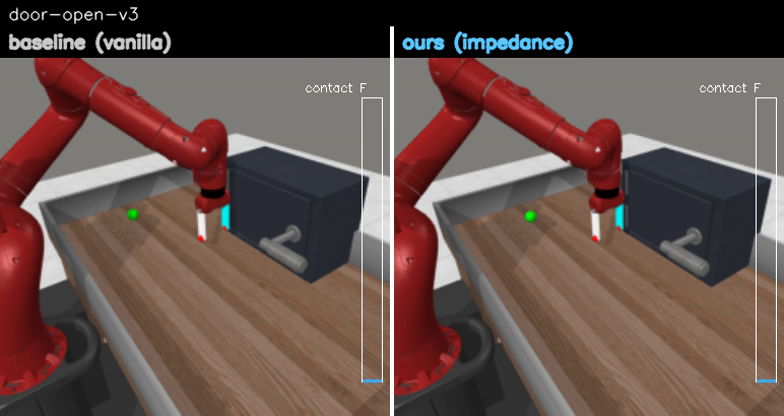 door-open-v3
baseline (vanilla)
ours (impedance)
contact F
contact F